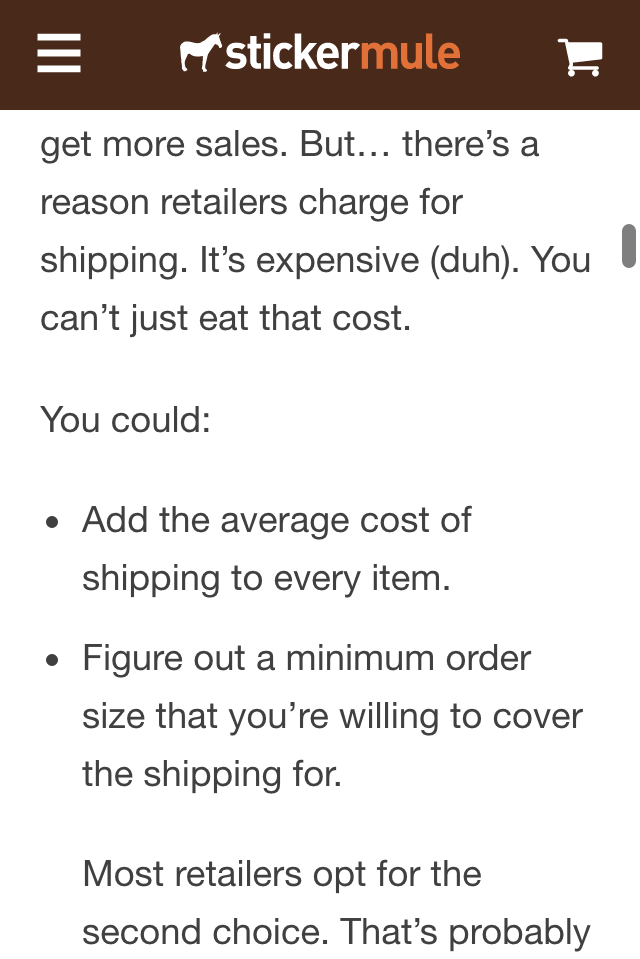 stickermule
get more sales. But… there’s a
reason retailers charge for
shipping. It’s expensive (duh). You
can’t just eat that cost.
You could:
• Add the average cost of
shipping to every item.
• Figure out a minimum order
size that you’re willing to cover
the shipping for.
Most retailers opt for the
second choice. That’s probably